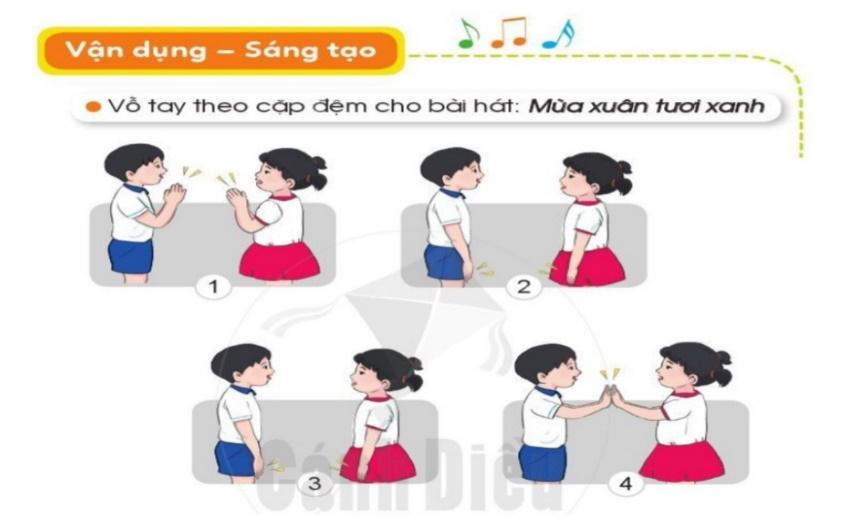 Vận dụng – Sáng tạo
Vỗ tay theo cặp đệm cho bài hát: Mùa xuân tươi xanh
1
2
3
4
Cánh Diều